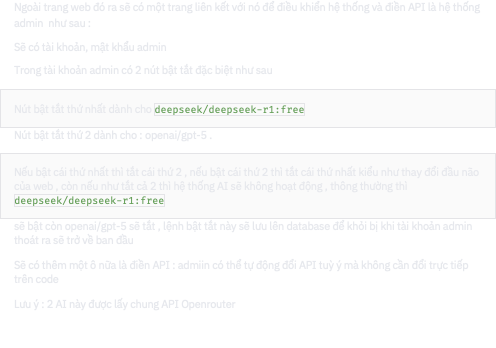 Ngoài trang web đó ra sẽ có một trang liên kết với nó để điều khiển hệ thống và điền API là hệ thống
admin như sau :
Sẽ có tài khoản, mật khẩu admin
Trong tài khoản admin có 2 nút bật tắt đặc biệt như sau
Nút bật tắt thứ nhất dành cho deepseek/deepseek-r1:free
Nút bật tắt thứ 2 dành cho : openai/gpt-5 .
Nếu bật cái thứ nhất thì tắt cái thứ 2 , nếu bật cái thứ 2 thì tắt cái thứ nhất kiểu như thay đổi đầu não
của web , còn nếu như tắt cả 2 thì hệ thống AI sẽ không hoạt động , thông thường thì
deepseek/deepseek-r1:free
sẽ bật còn openai/gpt-5 sẽ tắt , lệnh bật tắt này sẽ lưu lên database để khỏi bị khi tài khoản admin
thoát ra sẽ trở về ban đầu
Sẽ có thêm một ô nữa là điền API : admiin có thể tự động đổi API tuỳ ý mà không cần đổi trực tiếp
trên code
Lưu ý : 2 AI này được lấy chung API Openrouter